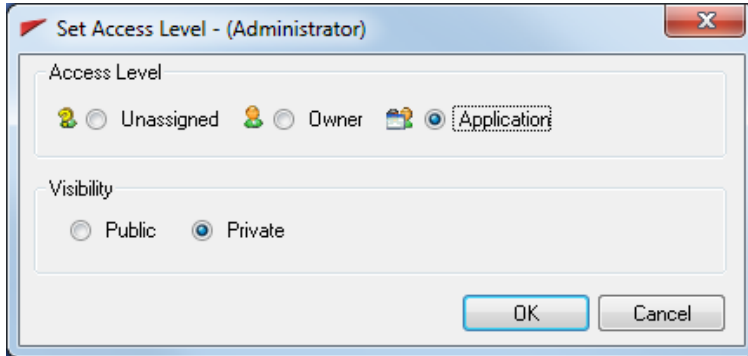 Set Access Level - (Administrator)
Access Level
Unassigned Owner Application
Visibility
Public Private
OK Cancel